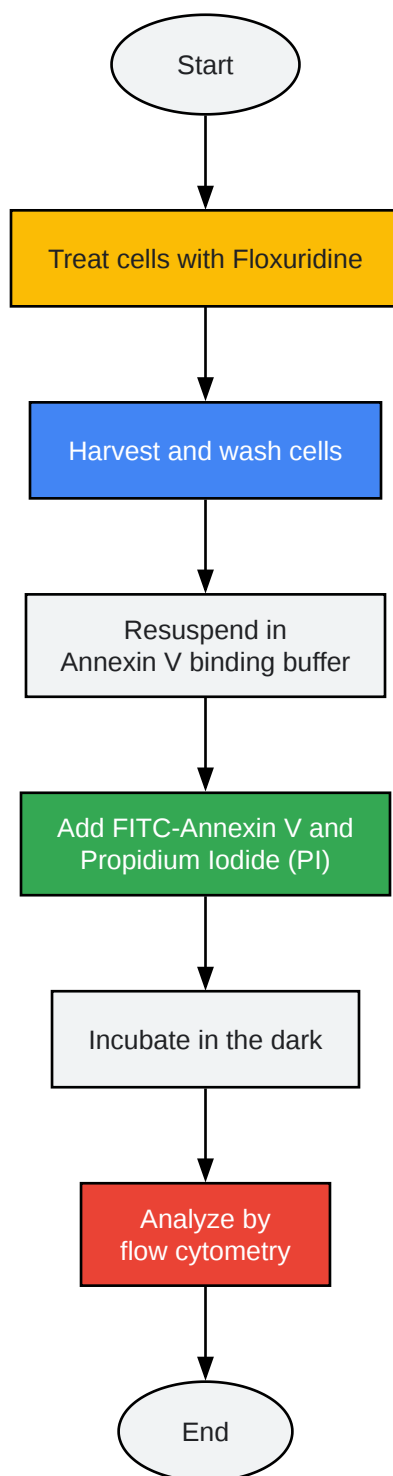 Start
Treat cells with Floxuridine
Harvest and wash cells
Resuspend in
Annexin V binding buffer
Add FITC-Annexin V and
Propidium Iodide (PI)
Incubate in the dark
Analyze by
flow cytometry
End